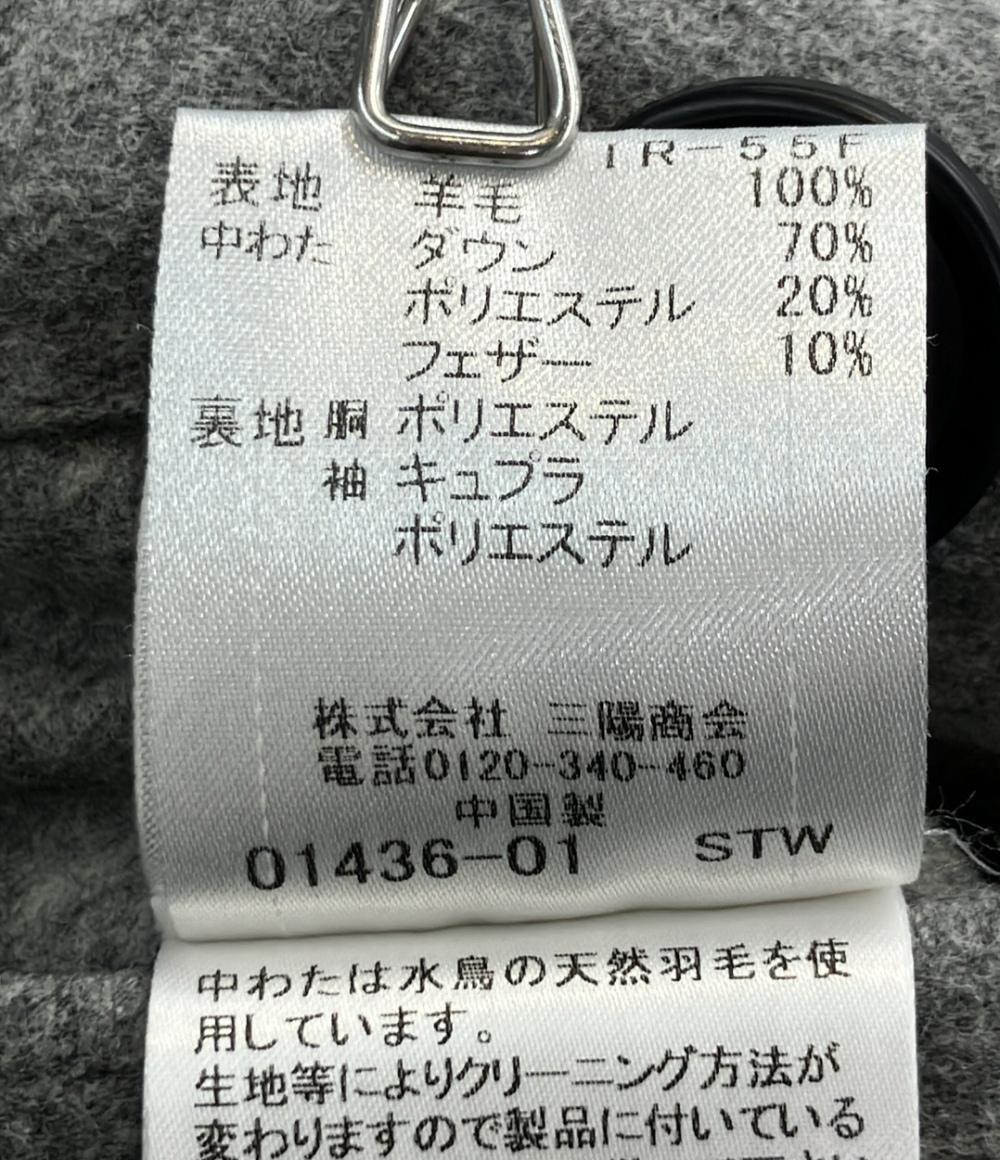 IR-55F
表地 羊毛 100%
中わた ダウン 70%
ポリエステル 20%
フェザー 10%
裏地 胴 ポリエステル
袖 キュプラ
ポリエステル
株式会社 三陽商会
電話0120-340-460
中国製
01436-01 STW
中わたは水鳥の天然羽毛を使
用しています。
生地等によりクリーニング方法が
変わりますので製品に付いている